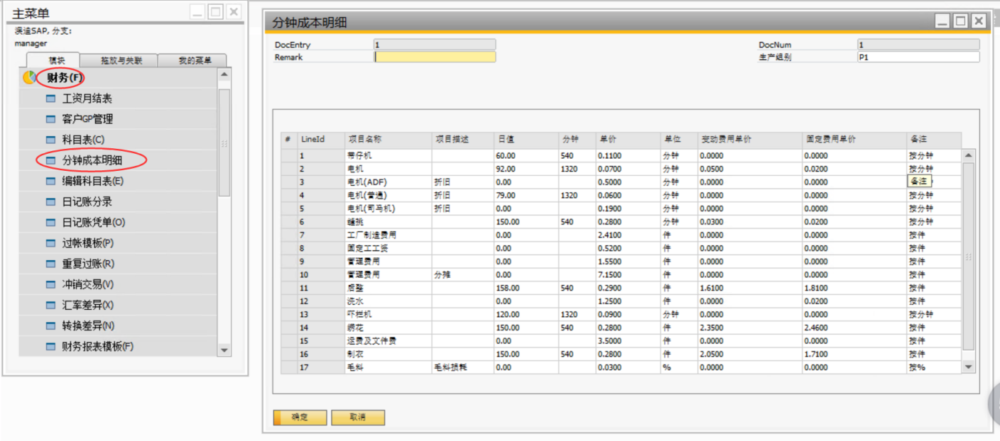 主菜单
溴迪SAP, 分支:
manager
模块 拖放与关联 我的菜单
财务(F)
工资月结表
客户GP管理
科目表(C)
分钟成本明细
编辑科目表(E)
日记账分录
日记账凭单(O)
过帐模板(P)
重复过账(R)
冲销交易(V)
汇率差异(X)
转换差异(N)
财务报表模板(F)
分钟成本明细
DocEntry 1 DocNum 1
Remark 生产组别 P1
# LineId 项目名称 项目描述 日值 分钟 单价 单位 变动费用单价 固定费用单价 备注
1 带仔机 60.00 540 0.1100 分钟 0.0000 0.0000 按分钟
2 电机 92.00 1320 0.0700 分钟 0.0500 0.0200 按分钟
3 电机(ADF) 折旧 0.00 0.5000 分钟 0.0000 0.0000 备注
4 电机(普通) 折旧 79.00 1320 0.0600 分钟 0.0000 0.0000 按分钟
5 电机(司马机) 折旧 0.00 0.1900 分钟 0.0000 0.0000 按分钟
6 缝挑 150.00 540 0.2800 分钟 0.0300 0.0200 按分钟
7 工厂制造费用 0.00 2.4100 件 0.0000 0.0000 按件
8 固定工工资 0.00 0.5200 件 0.0000 0.0000 按件
9 管理费用 0.00 1.5500 件 0.0000 0.0000 按件
10 管理费用 分摊 0.00 7.1500 件 0.0000 0.0000 按件
11 后整 158.00 540 0.2900 件 1.6100 1.8100 按件
12 洗水 0.00 1.2500 件 0.0000 0.0200 按件
13 吓栏机 120.00 1320 0.0900 分钟 0.0000 0.0000 按分钟
14 绣花 150.00 540 0.2800 件 2.3500 2.4600 按件
15 运费及文件费 0.00 3.5000 件 0.0000 0.0000 按件
16 制衣 150.00 540 0.2800 件 2.0500 1.7100 按件
17 毛料 毛料损耗 0.00 0.0300 % 0.0000 0.0000 按%
确定 取消